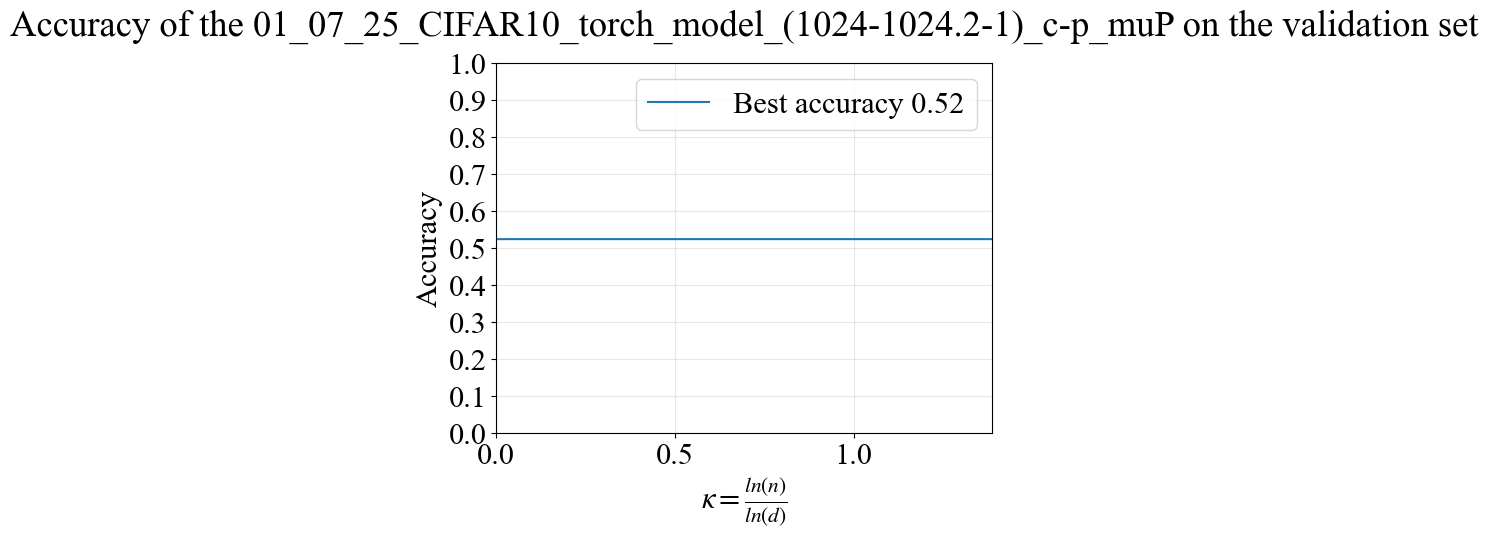 Accuracy of the 01_07_25_CIFAR10_torch_model_(1024-1024.2-1)_c-p_muP on the validation set
1.0
0.9
0.8
0.7
0.6
0.5
0.4
0.3
0.2
0.1
0.0
Accuracy
Best accuracy 0.52
0.0 0.5 1.0
κ = ln(n)/ln(d)